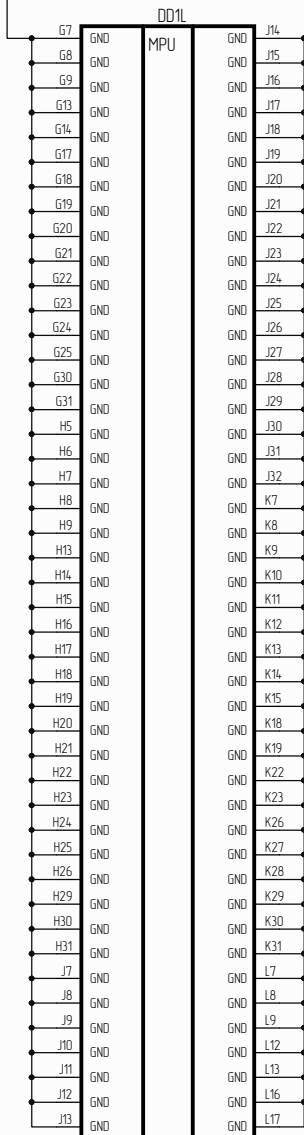 DD1L
MPU
G7 GND GND J14
G8 GND GND J15
G9 GND GND J16
G13 GND GND J17
G14 GND GND J18
G17 GND GND J19
G18 GND GND J20
G19 GND GND J21
G20 GND GND J22
G21 GND GND J23
G22 GND GND J24
G23 GND GND J25
G24 GND GND J26
G25 GND GND J27
G30 GND GND J28
G31 GND GND J29
H5 GND GND J30
H6 GND GND J31
H7 GND GND J32
H8 GND GND K7
H9 GND GND K8
H13 GND GND K9
H14 GND GND K10
H15 GND GND K11
H16 GND GND K12
H17 GND GND K13
H18 GND GND K14
H19 GND GND K15
H20 GND GND K18
H21 GND GND K19
H22 GND GND K22
H23 GND GND K23
H24 GND GND K26
H25 GND GND K27
H26 GND GND K28
H29 GND GND K29
H30 GND GND K30
H31 GND GND K31
J7 GND GND L7
J8 GND GND L8
J9 GND GND L9
J10 GND GND L12
J11 GND GND L13
J12 GND GND L16
J13 GND GND L17